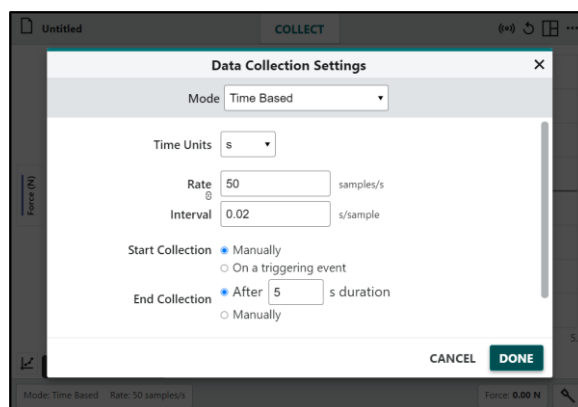 Untitled
COLLECT
Data Collection Settings
Mode Time Based
Time Units s
Rate 50 samples/s
Interval 0.02 s/sample
Start Collection Manually
On a triggering event
End Collection After 5 s duration
Manually
Force (N)
CANCEL DONE
Mode: Time Based Rate: 50 samples/s Force: 0.00 N